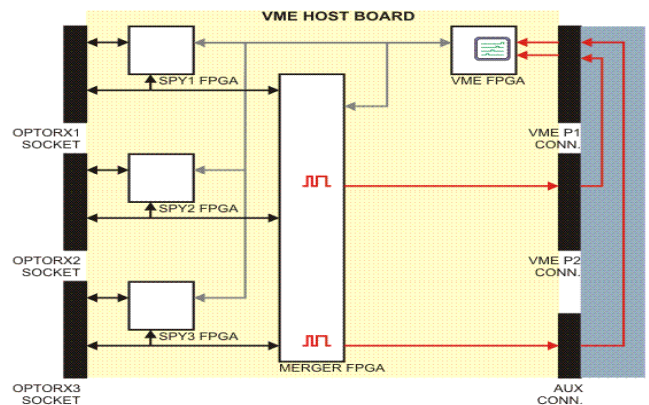 VME HOST BOARD
SPY1 FPGA
VME FPGA
OPTORX1
SOCKET
VME P1
CONN.
SPY2 FPGA
OPTORX2
SOCKET
VME P2
CONN.
SPY3 FPGA
MERGER FPGA
OPTORX3
SOCKET
AUX
CONN.